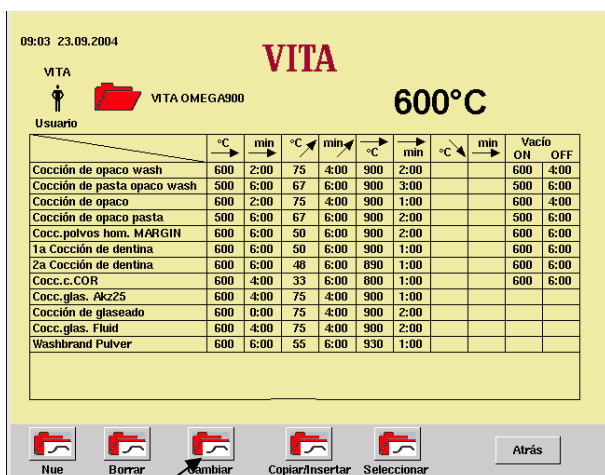 09:03 23.09.2004
VITA
VITA
VITA OMEGA900
600°C
Usuario
°C min °C min °C min °C min Vacío
ON OFF
Cocción de opaco wash 600 2:00 75 4:00 900 2:00 600 4:00
Cocción de pasta opaco wash 500 6:00 67 6:00 900 3:00 500 6:00
Cocción de opaco 600 2:00 75 4:00 900 1:00 600 4:00
Cocción de opaco pasta 500 6:00 67 6:00 900 2:00 500 6:00
Cocc.polvos hom. MARGIN 600 6:00 50 6:00 900 2:00 600 6:00
1a Cocción de dentina 600 6:00 50 6:00 900 1:00 600 6:00
2a Cocción de dentina 600 6:00 48 6:00 890 1:00 600 6:00
Cocc.c.COR 600 4:00 33 6:00 800 1:00 600 6:00
Cocc.glas. Akz25 600 4:00 75 4:00 900 1:00
Cocción de glaseado 600 0:00 75 4:00 900 2:00
Cocc.glas. Fluid 600 4:00 75 4:00 900 2:00
Washbrand Pulver 600 6:00 55 6:00 930 1:00
Nue Borrar Cambiar Copiar/Insertar Seleccionar Atrás